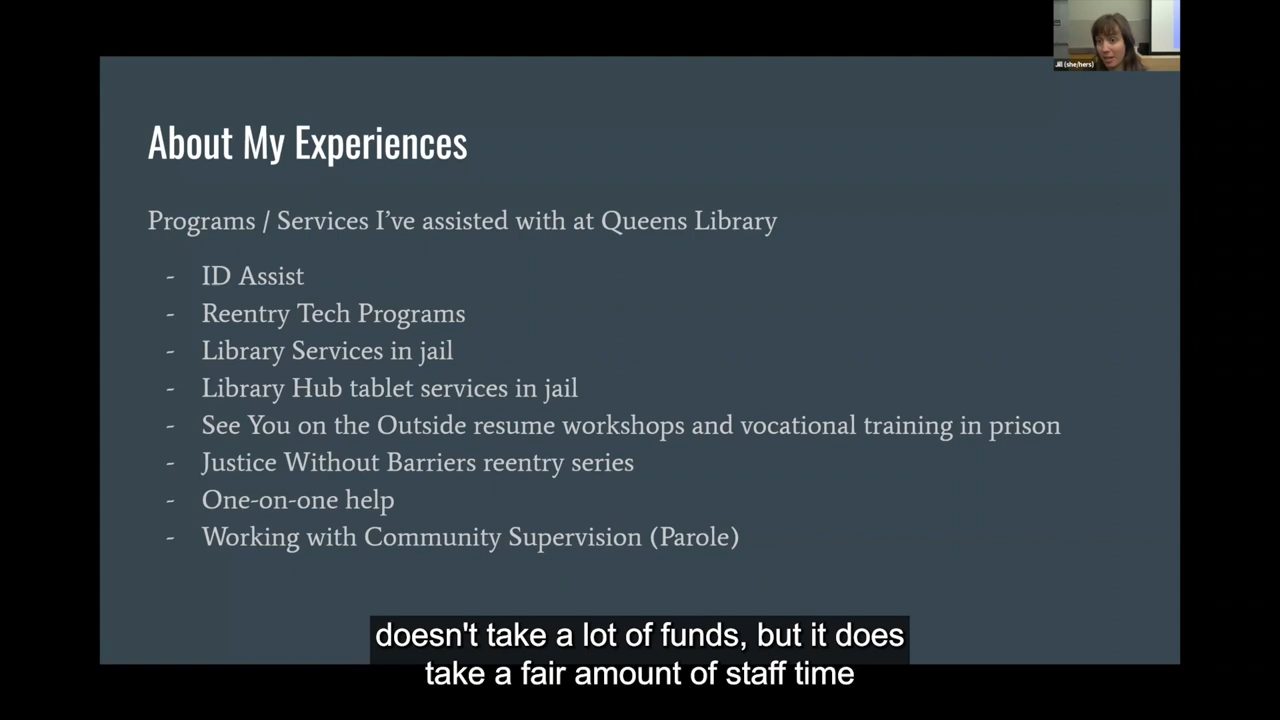 Jill (she/hers)
About My Experiences
Programs / Services I've assisted with at Queens Library
- ID Assist
- Reentry Tech Programs
- Library Services in jail
- Library Hub tablet services in jail
- See You on the Outside resume workshops and vocational training in prison
- Justice Without Barriers reentry series
- One-on-one help
- Working with Community Supervision (Parole)
doesn't take a lot of funds, but it does
take a fair amount of staff time